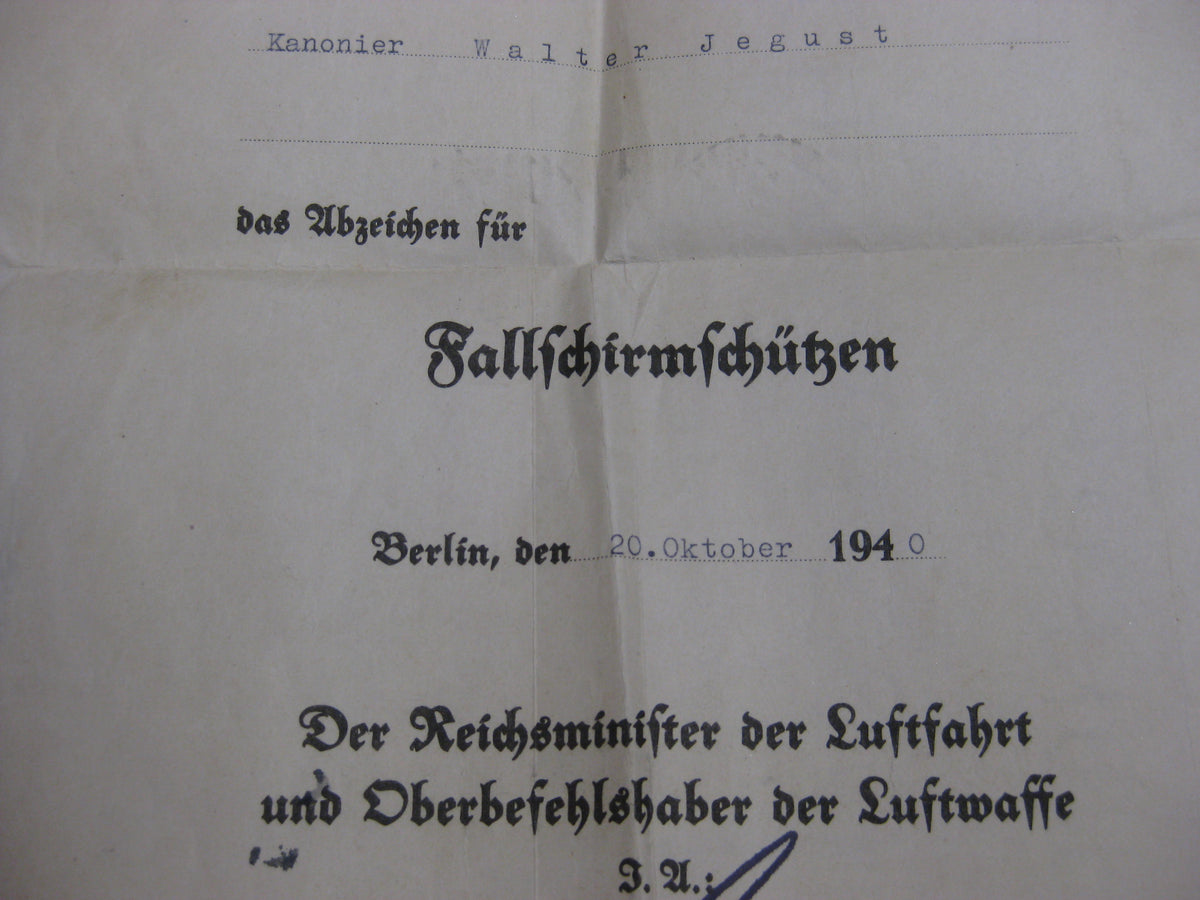 Kanonier Walter Jegust
das Abzeichen für
Fallschirmschützen
Berlin, den 20.Oktober 1940
Der Reichsminister der Luftfahrt
und Oberbefehlshaber der Luftwaffe
I. A.: